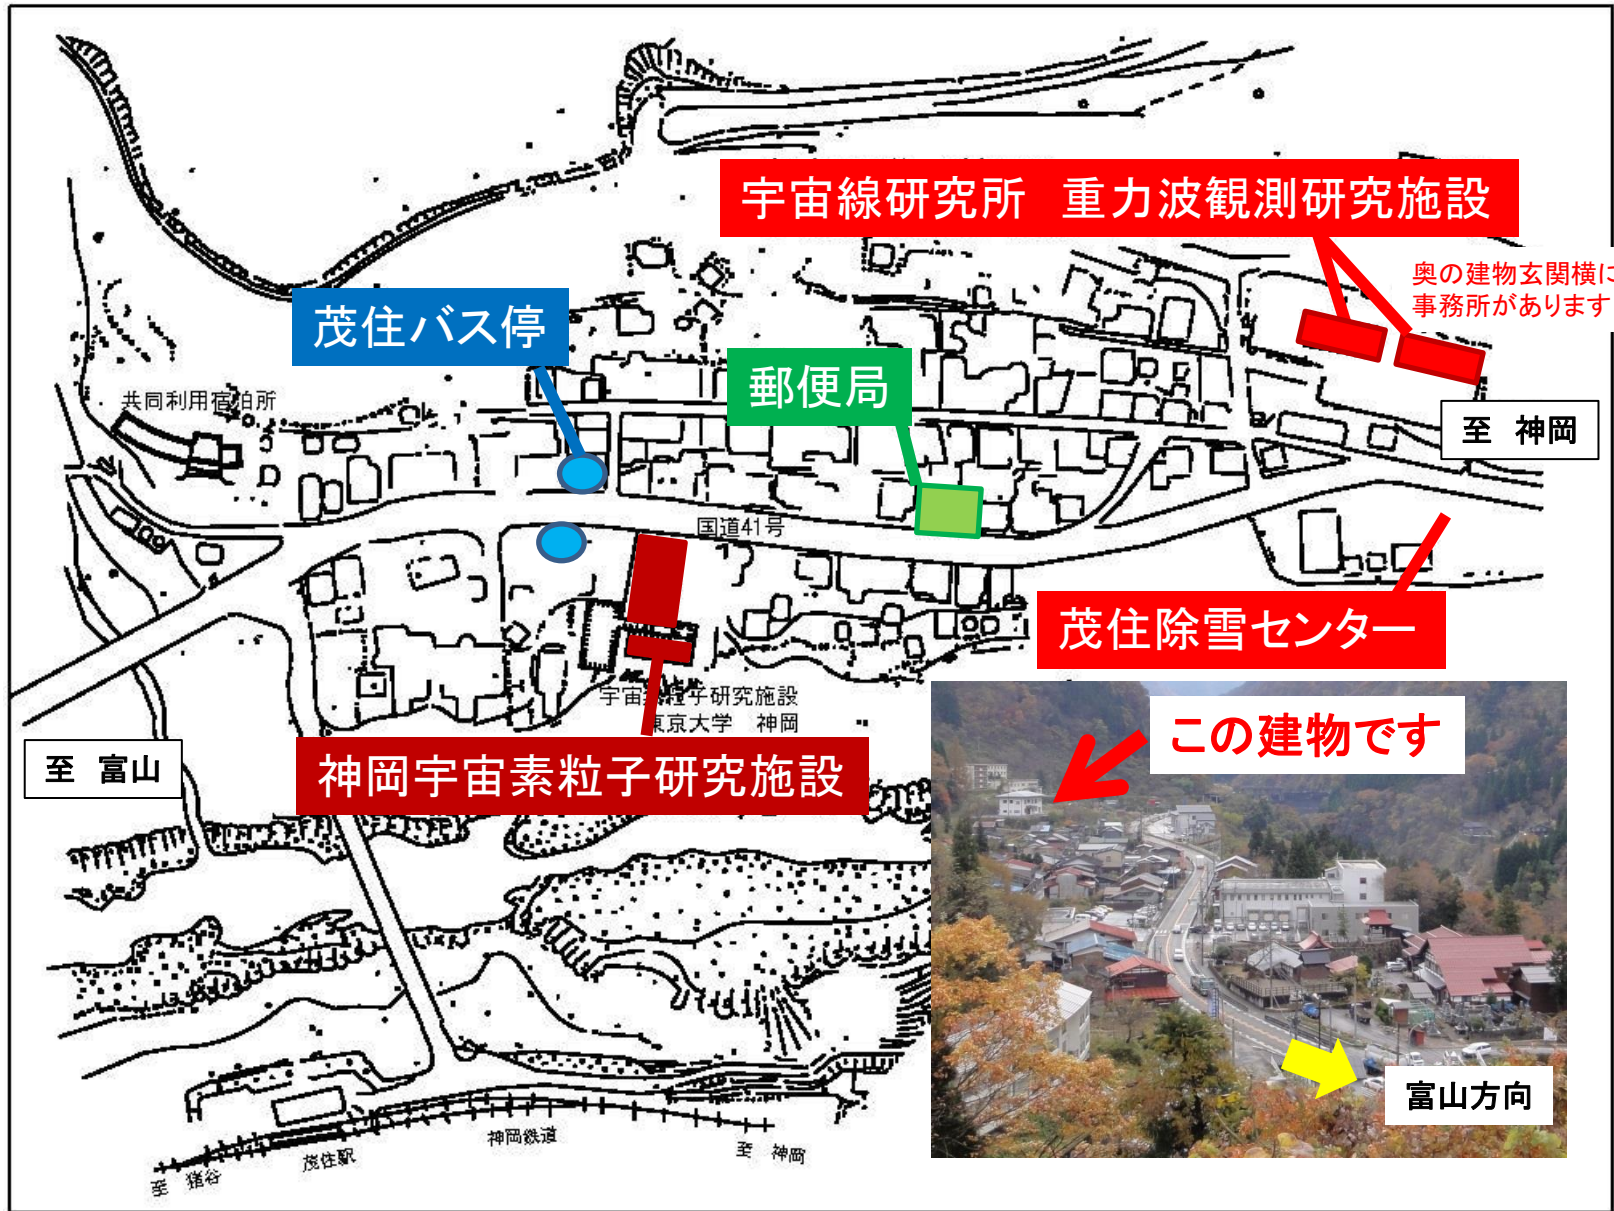 宇宙線研究所　重力波観測研究施設
奥の建物玄関横に
事務所があります
茂住バス停
郵便局
共同利用宿泊所
至　神岡
国道41号
茂住除雪センター
宇宙素粒子研究施設
東京大学　神岡
この建物です
至　富山
神岡宇宙素粒子研究施設
富山方向
神岡鉄道
茂住駅
至　神岡
至　猪谷